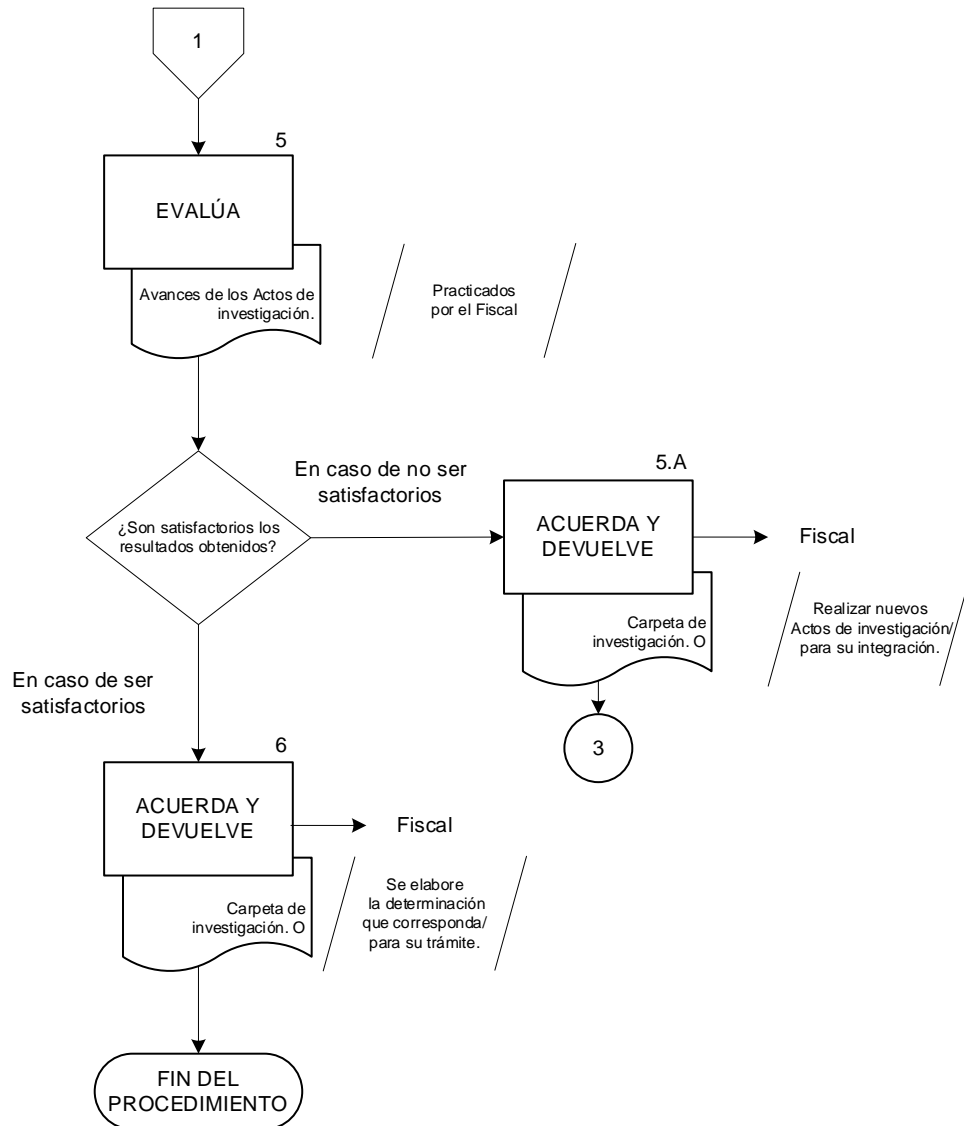 1
5
EVALÚA
Avances de los Actos de
investigación.
Practicados
por el Fiscal
¿Son satisfactorios los
resultados obtenidos?
En caso de no ser
satisfactorios
5.A
ACUERDA Y
DEVUELVE
Fiscal
Carpeta de
investigación. O
Realizar nuevos
Actos de investigación/
para su integración.
3
En caso de ser
satisfactorios
6
ACUERDA Y
DEVUELVE
Fiscal
Carpeta de
investigación. O
Se elabore
la determinación
que corresponda/
para su trámite.
FIN DEL
PROCEDIMIENTO